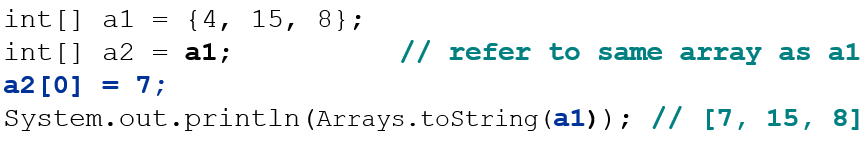 int[] a1 = {4, 15, 8};
int[] a2 = a1; // refer to same array as a1
a2[0] = 7;
System.out.println(Arrays.toString(a1)); // [7, 15, 8]